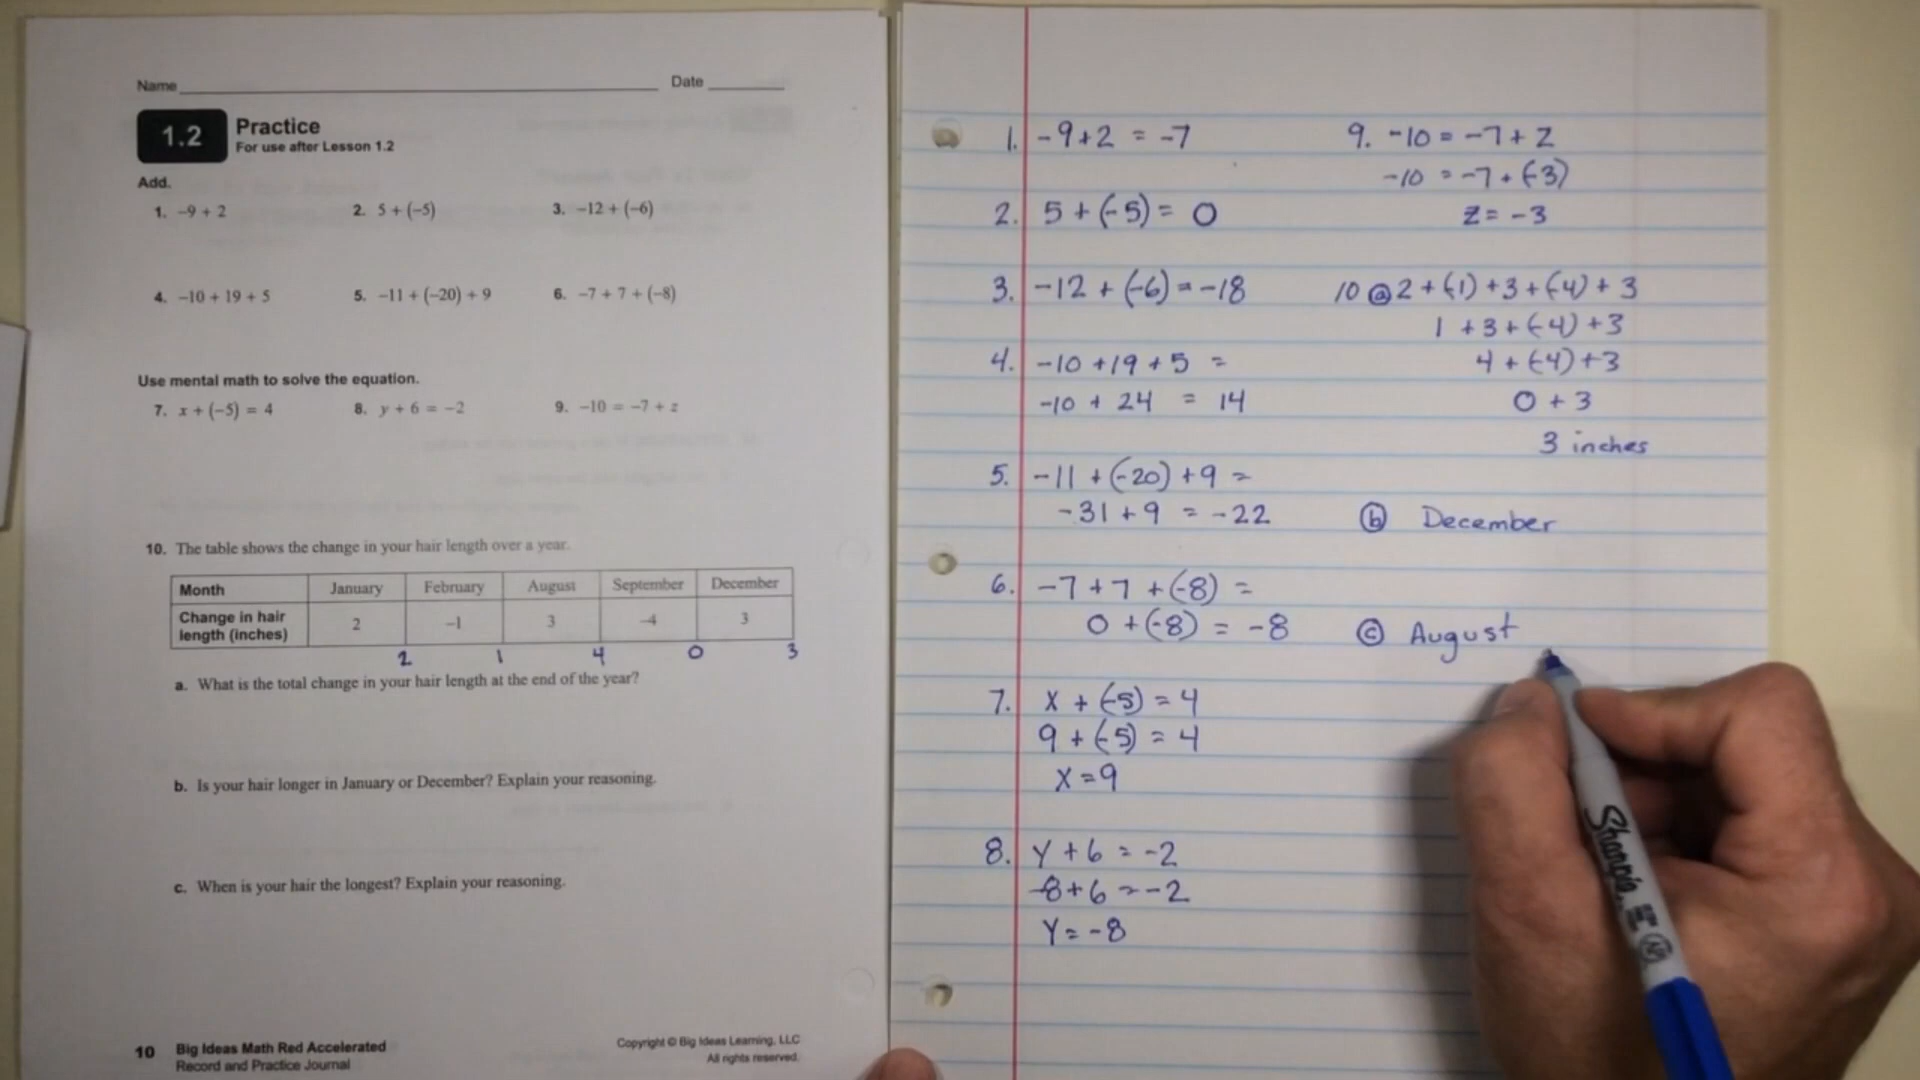 Name Date
1.2 Practice
For use after Lesson 1.2
Add.
1. −9 + 2 2. 5 + (−5) 3. −12 + (−6)
4. −10 + 19 + 5 5. −11 + (−20) + 9 6. −7 + 7 + (−8)
Use mental math to solve the equation.
7. x + (−5) = 4 8. y + 6 = −2 9. −10 = −7 + z
10. The table shows the change in your hair length over a year.
Month January February August September December
Change in hair length (inches) 2 −1 3 −4 3
2 1 4 0 3
a. What is the total change in your hair length at the end of the year?
b. Is your hair longer in January or December? Explain your reasoning.
c. When is your hair the longest? Explain your reasoning.
10 Big Ideas Math Red Accelerated
Record and Practice Journal
Copyright © Big Ideas Learning, LLC
All rights reserved.
1. -9+2 = -7
2. 5 + (-5) = 0
3. -12 + (-6) = -18
4. -10 +19 +5 =
-10 + 24 = 14
5. -11 + (-20) + 9 =
-31 + 9 = -22
6. -7 + 7 + (-8) =
0 + (-8) = -8
7. x + (-5) = 4
9 + (-5) = 4
x = 9
8. y + 6 = -2
-8 + 6 = -2
y = -8
9. -10 = -7 + z
-10 = -7 + (-3)
z = -3
10 ⓐ 2 + (-1) + 3 + (-4) + 3
1 + 3 + (-4) + 3
4 + (-4) + 3
0 + 3
3 inches
ⓑ December
ⓒ August
Sharpie